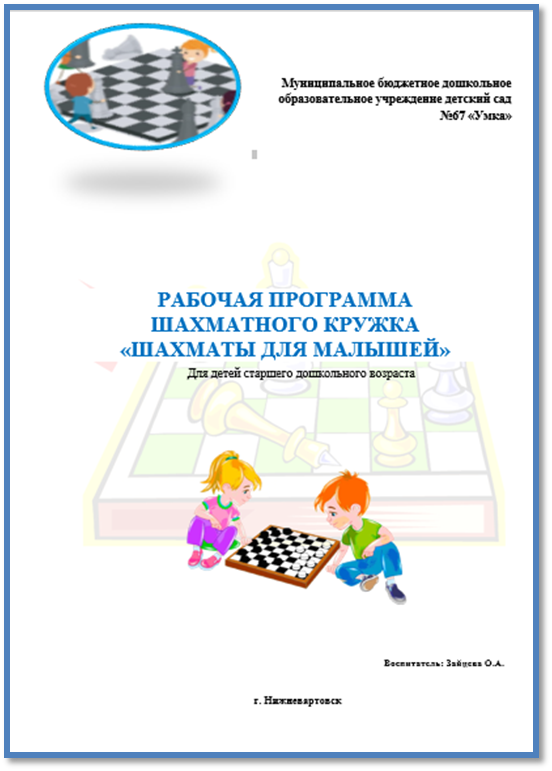 Муниципальное бюджетное дошкольное
образовательное учреждение детский сад
№67 «Умка»
РАБОЧАЯ ПРОГРАММА
ШАХМАТНОГО КРУЖКА
«ШАХМАТЫ ДЛЯ МАЛЫШЕЙ»
Для детей старшего дошкольного возраста
Воспитатель: Зайцева О.А.
г. Нижневартовск